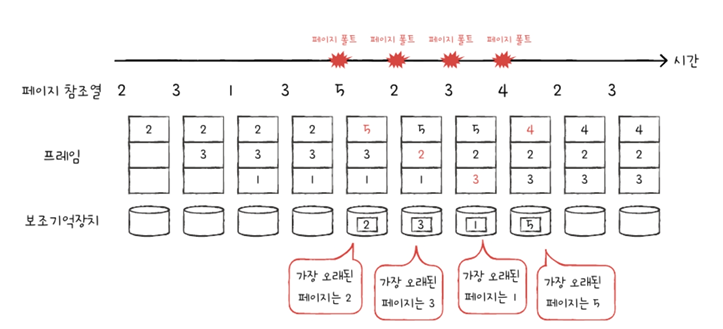 페이지 폴트 페이지 폴트 페이지 폴트 페이지 폴트
시간
페이지 참조열 2 3 1 3 5 2 3 4 2 3
2 2 2 2 5 5 5 4 4 4
프레임 3 3 3 3 2 2 2 2 2
1 1 1 1 3 3 3 3
보조기억장치 2 3 1 5
가장 오래된
페이지는 2
가장 오래된
페이지는 3
가장 오래된
페이지는 1
가장 오래된
페이지는 5